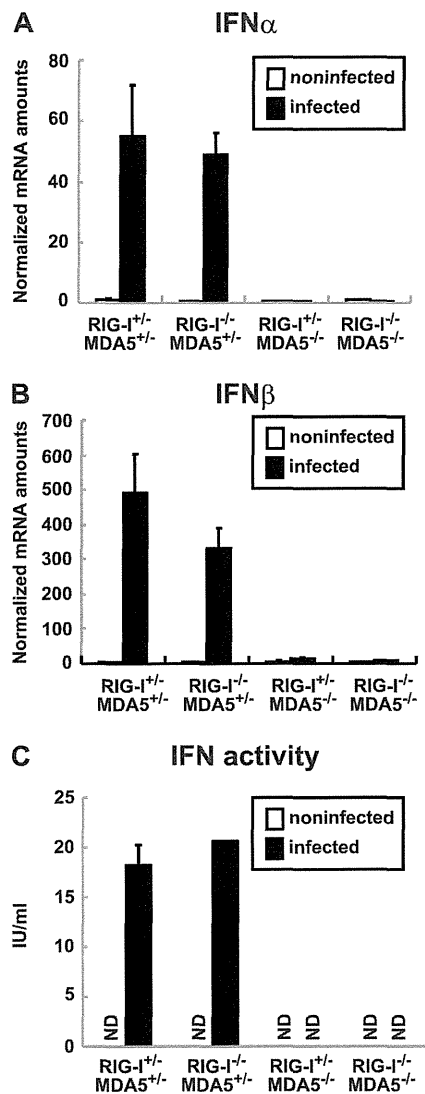 A IFNα
noninfected
infected
Normalized mRNA amounts
80
60
40
20
0
RIG-I+/- RIG-I-/- RIG-I+/- RIG-I-/-
MDA5+/- MDA5+/- MDA5-/- MDA5-/-
B IFNβ
noninfected
infected
Normalized mRNA amounts
700
600
500
400
300
200
100
0
RIG-I+/- RIG-I-/- RIG-I+/- RIG-I-/-
MDA5+/- MDA5+/- MDA5-/- MDA5-/-
C IFN activity
noninfected
infected
IU/ml
25
20
15
10
5
0
ND ND ND ND ND ND
RIG-I+/- RIG-I-/- RIG-I+/- RIG-I-/-
MDA5+/- MDA5+/- MDA5-/- MDA5-/-